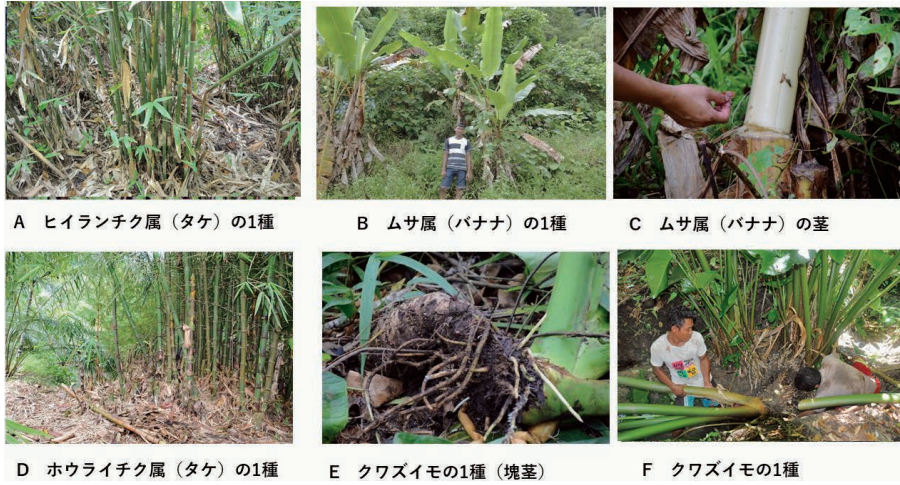 A ヒイランチク属（タケ）の1種
B ムサ属（バナナ）の1種
C ムサ属（バナナ）の茎
D ホウライチク属（タケ）の1種
E クワズイモの1種（塊茎）
F クワズイモの1種